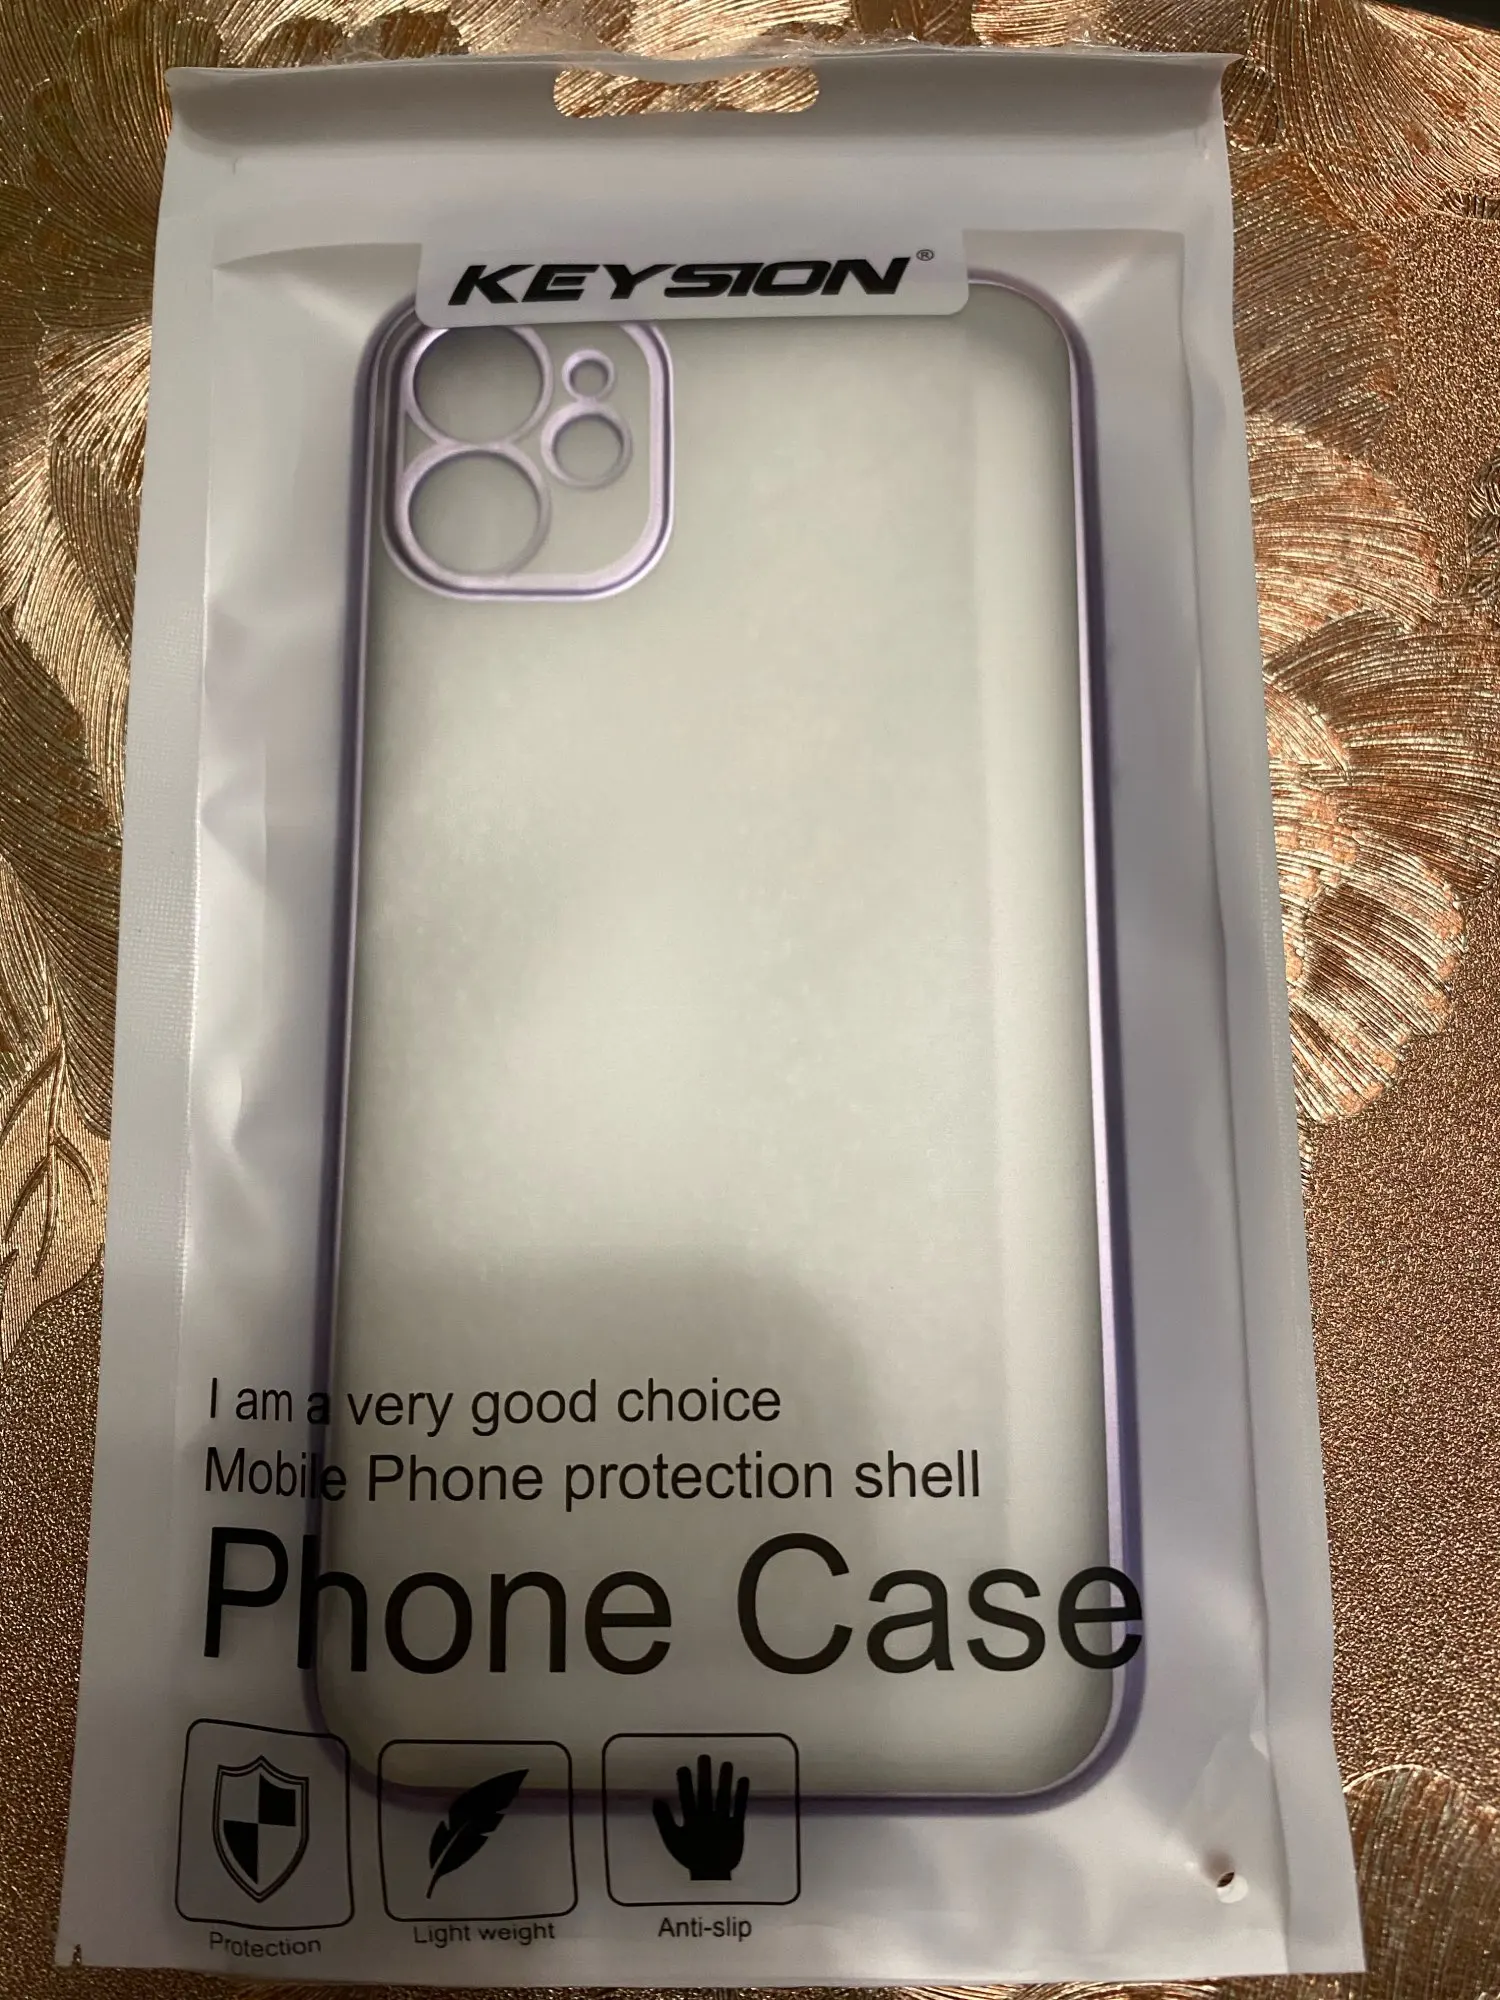 KEYSION®
I am a very good choice
Mobile Phone protection shell
Phone Case
Protection
Light weight
Anti-slip